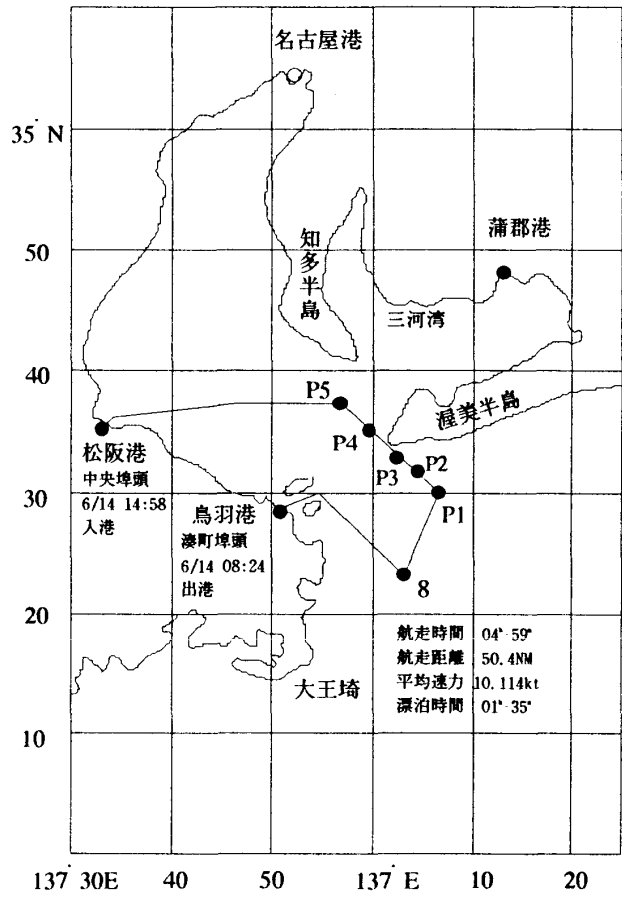 名古屋港
35 N
知多半島
蒲郡港
50
三河湾
40
P5
渥美半島
P4
松阪港
中央埠頭
6/14 14:58
入港
P3
P2
30
鳥羽港
湊町埠頭
6/14 08:24
出港
P1
8
20
航走時間 04ʰ-59ᵐ
航走距離 50.4NM
平均速力 10.114kt
漂泊時間 01ʰ-35ᵐ
大王埼
10
137 30E 40 50 137 E 10 20